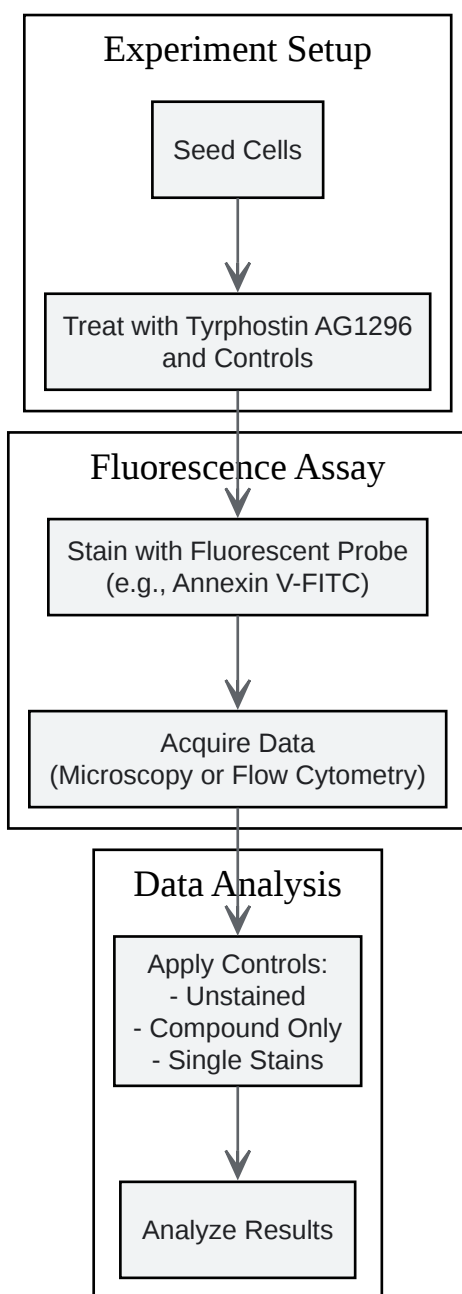 Experiment Setup
Seed Cells
Treat with Tyrphostin AG1296
and Controls
Fluorescence Assay
Stain with Fluorescent Probe
(e.g., Annexin V-FITC)
Acquire Data
(Microscopy or Flow Cytometry)
Data Analysis
Apply Controls:
- Unstained
- Compound Only
- Single Stains
Analyze Results